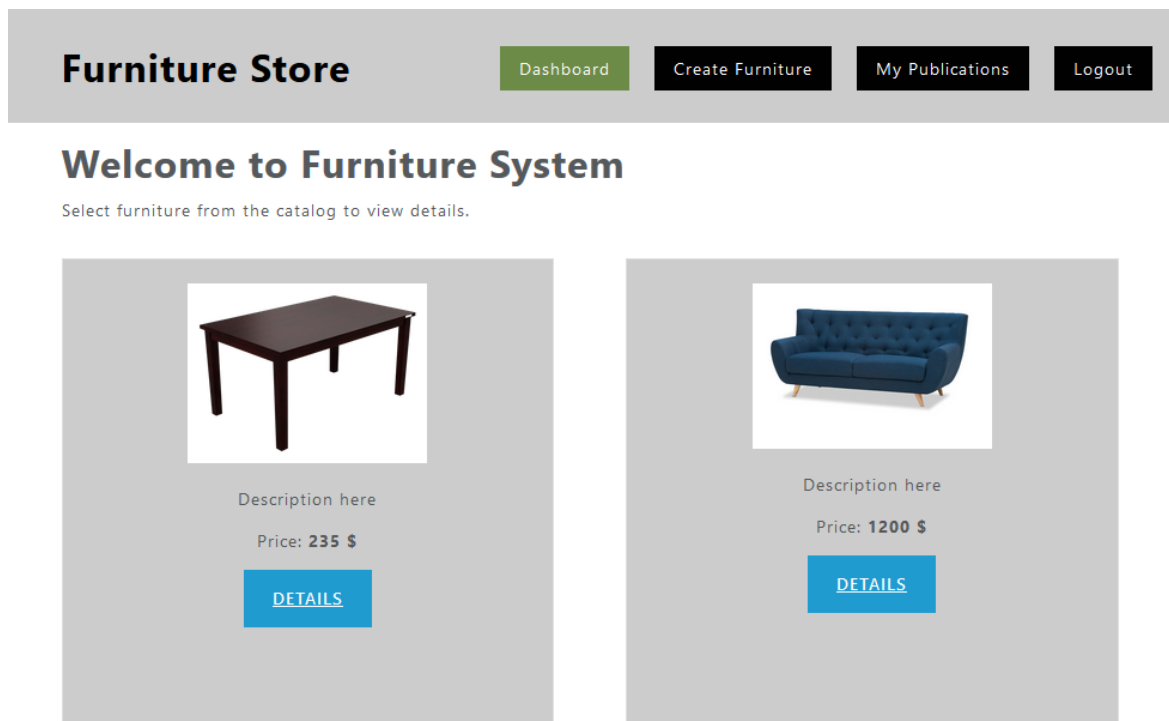 Furniture Store
Dashboard
Create Furniture
My Publications
Logout
Welcome to Furniture System
Select furniture from the catalog to view details.
Description here
Price: 235 $
DETAILS
Description here
Price: 1200 $
DETAILS